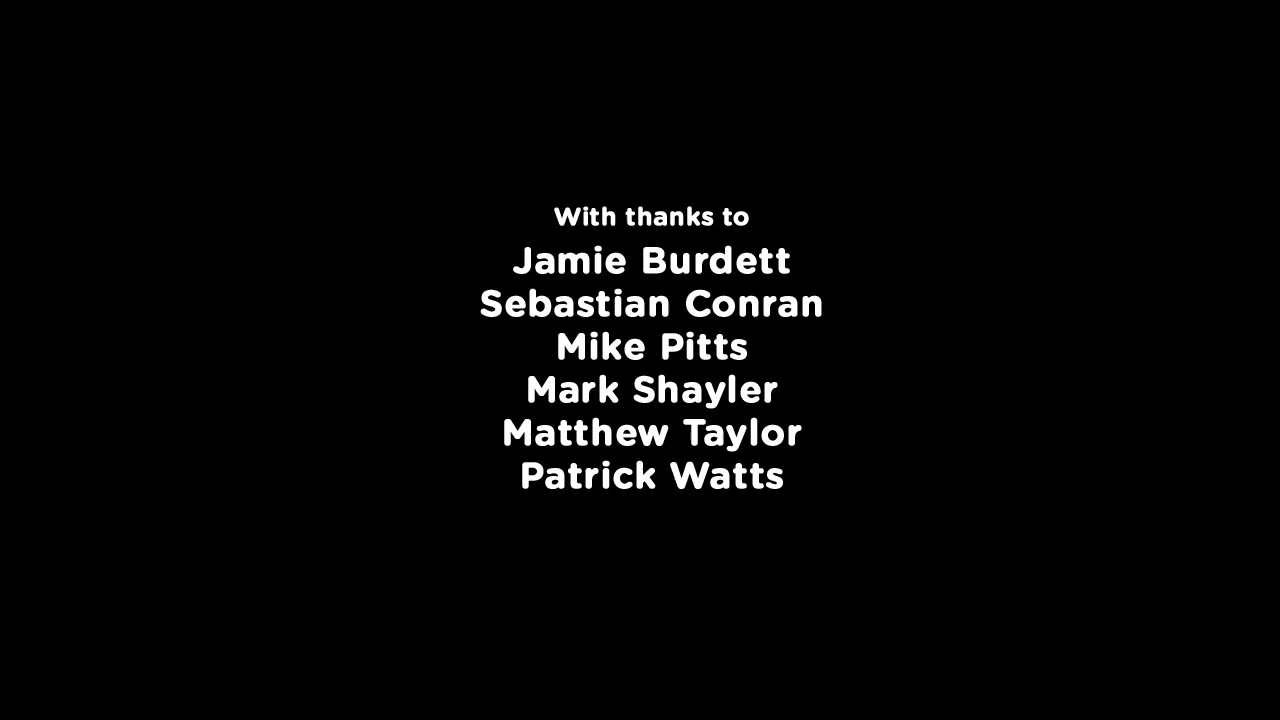 With thanks to
Jamie Burdett
Sebastian Conran
Mike Pitts
Mark Shayler
Matthew Taylor
Patrick Watts